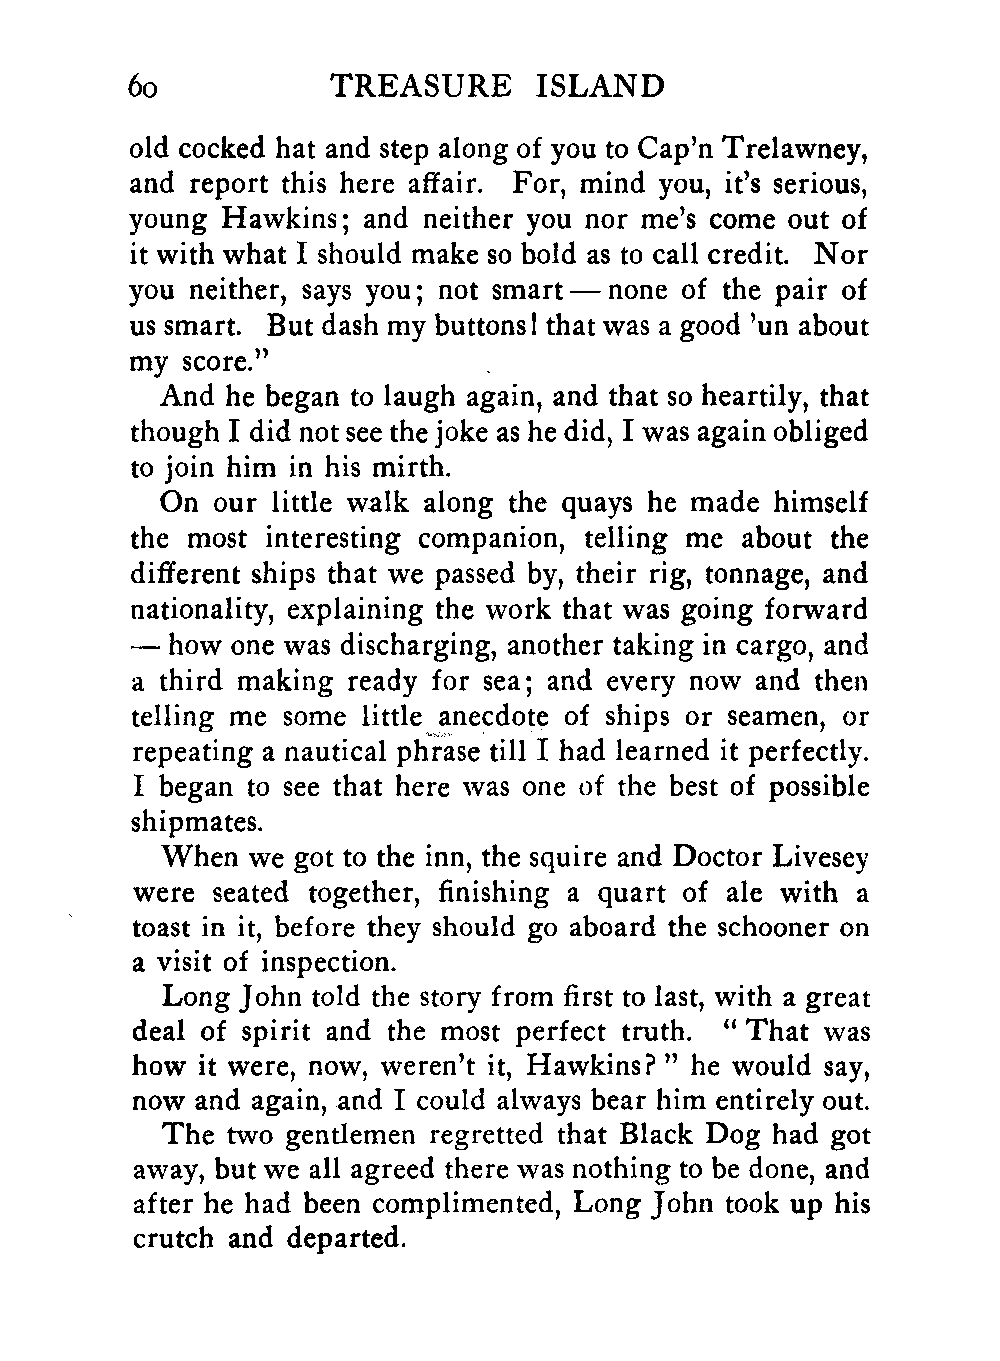 60 TREASURE ISLAND
old cocked hat and step along of you to Cap'n Trelawney,
and report this here affair. For, mind you, it's serious,
young Hawkins; and neither you nor me's come out of
it with what I should make so bold as to call credit. Nor
you neither, says you; not smart — none of the pair of
us smart. But dash my buttons! that was a good 'un about
my score."
And he began to laugh again, and that so heartily, that
though I did not see the joke as he did, I was again obliged
to join him in his mirth.
On our little walk along the quays he made himself
the most interesting companion, telling me about the
different ships that we passed by, their rig, tonnage, and
nationality, explaining the work that was going forward
— how one was discharging, another taking in cargo, and
a third making ready for sea; and every now and then
telling me some little anecdote of ships or seamen, or
repeating a nautical phrase till I had learned it perfectly.
I began to see that here was one of the best of possible
shipmates.
When we got to the inn, the squire and Doctor Livesey
were seated together, finishing a quart of ale with a
toast in it, before they should go aboard the schooner on
a visit of inspection.
Long John told the story from first to last, with a great
deal of spirit and the most perfect truth. " That was
how it were, now, weren't it, Hawkins? " he would say,
now and again, and I could always bear him entirely out.
The two gentlemen regretted that Black Dog had got
away, but we all agreed there was nothing to be done, and
after he had been complimented, Long John took up his
crutch and departed.